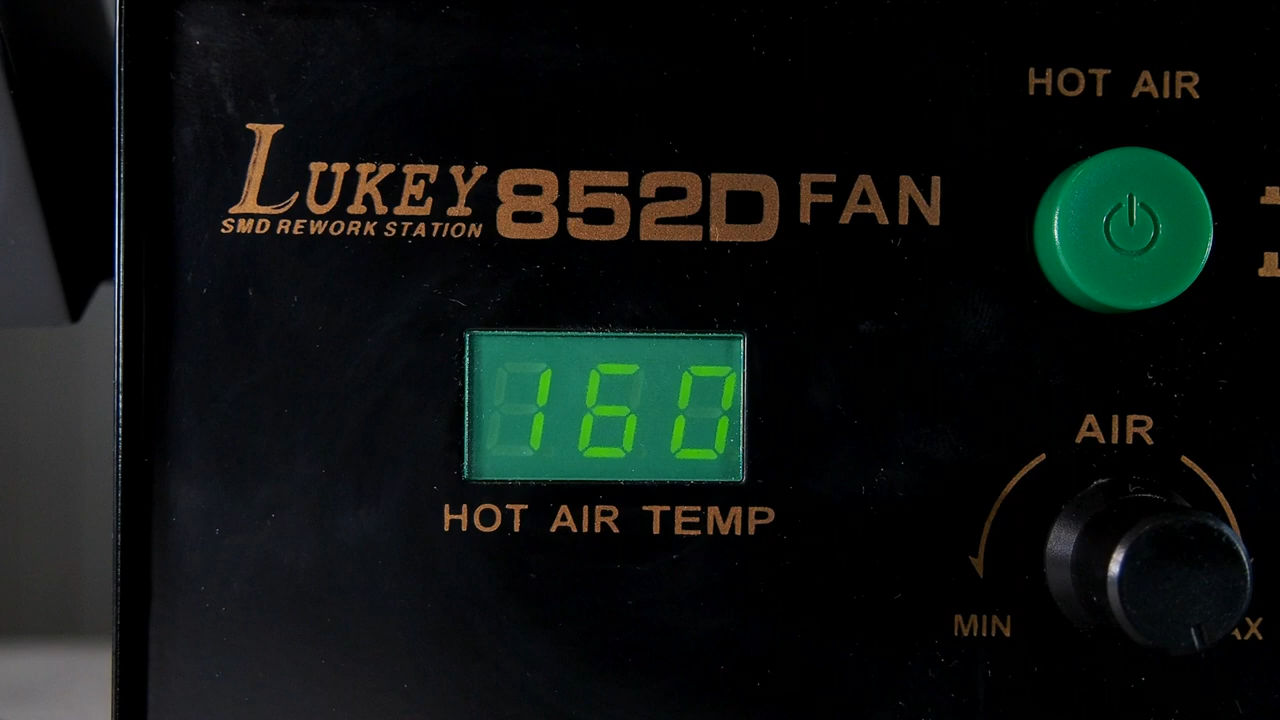 HOT AIR
LUKEY 852D FAN
SMD REWORK STATION
160
HOT AIR TEMP
AIR
MIN